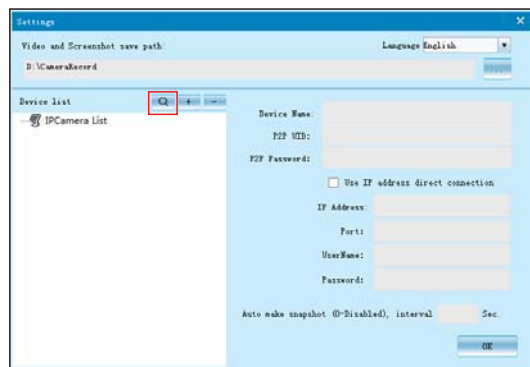 Settings
Video and Screenshot save path:
Language English
D:\CameraRecord
...
Device list + -
IPCamera List
Device Name:
P2P UID:
P2P Password:
Use IP address direct connection
IP Address:
Port:
UserName:
Password:
Auto make snapshot (0-Disabled), interval Sec.
OK